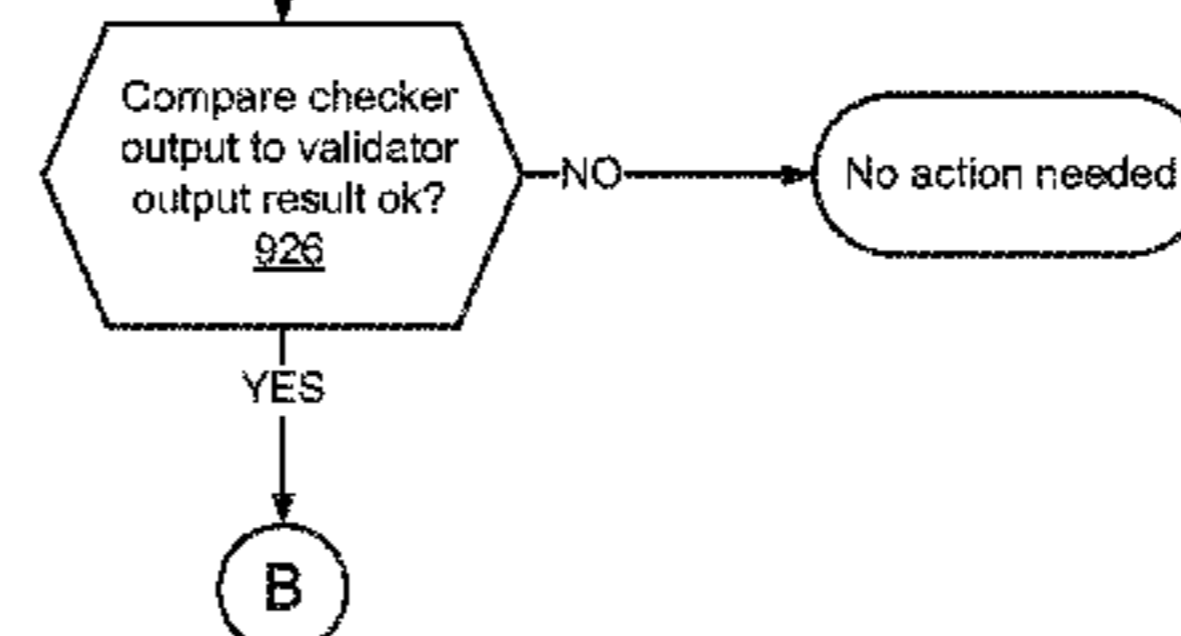 Compare checker
output to validator
output result ok?
926
NO
No action needed
YES
B